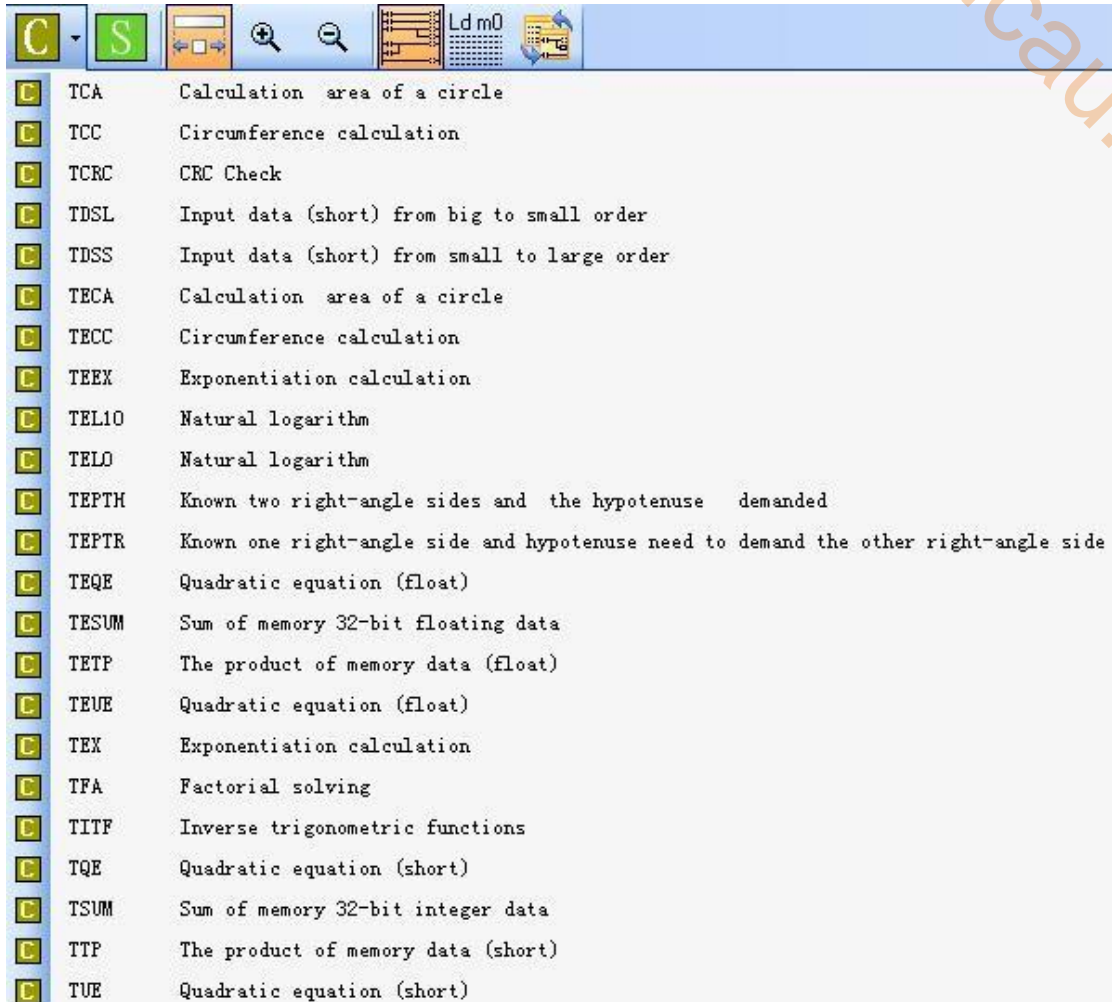 C S Ld m0
C TCA Calculation area of a circle
C TCC Circumference calculation
C TCRC CRC Check
C TDSL Input data (short) from big to small order
C TDSS Input data (short) from small to large order
C TECA Calculation area of a circle
C TECC Circumference calculation
C TEEX Exponentiation calculation
C TEL10 Natural logarithm
C TELO Natural logarithm
C TEPTH Known two right-angle sides and the hypotenuse demanded
C TEPTR Known one right-angle side and hypotenuse need to demand the other right-angle side
C TEQE Quadratic equation (float)
C TESUM Sum of memory 32-bit floating data
C TETP The product of memory data (float)
C TEUE Quadratic equation (float)
C TEX Exponentiation calculation
C TFA Factorial solving
C TITF Inverse trigonometric functions
C TQE Quadratic equation (short)
C TSUM Sum of memory 32-bit integer data
C TTP The product of memory data (short)
C TUE Quadratic equation (short)